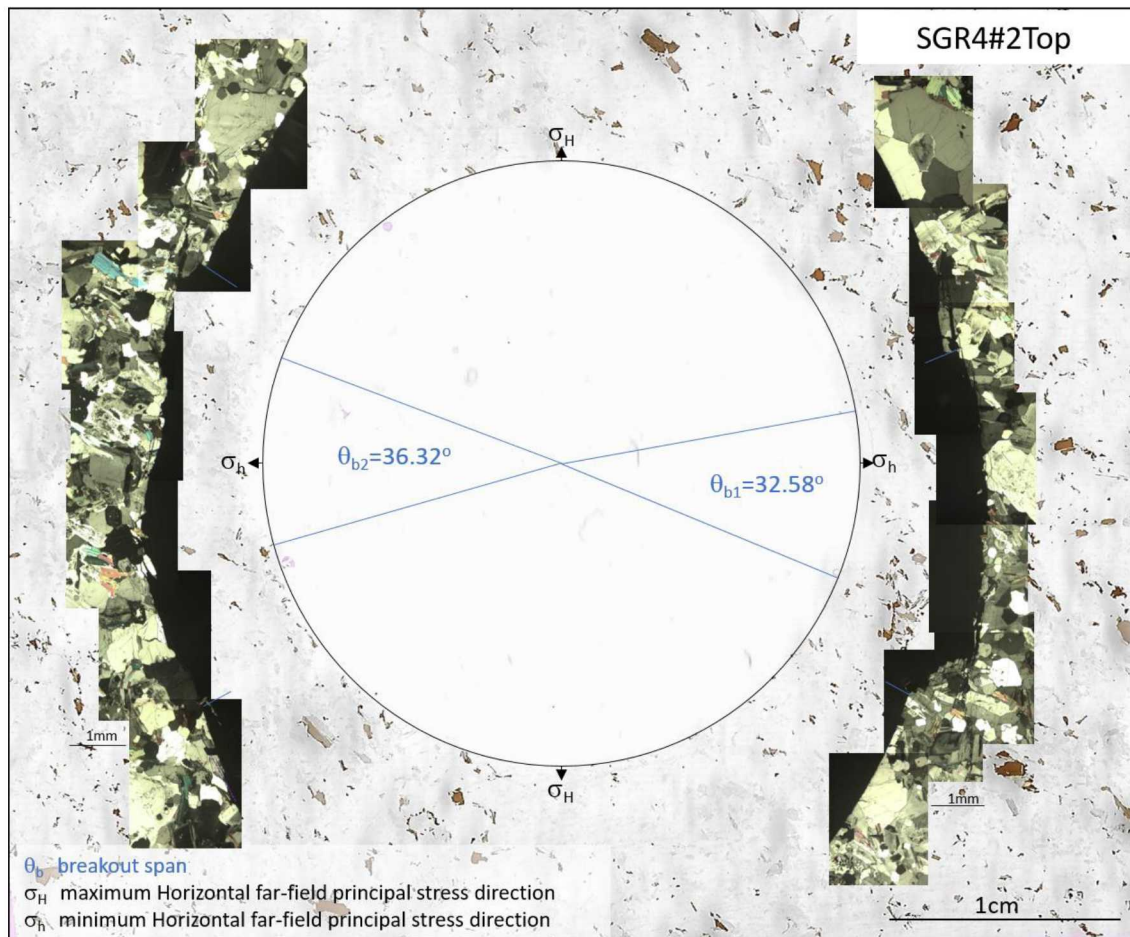 SGR4#2Top
σH
σh
σh
θb2=36.32°
θb1=32.58°
σH
1mm
1mm
θb breakout span
σH maximum Horizontal far-field principal stress direction
σh minimum Horizontal far-field principal stress direction
1cm